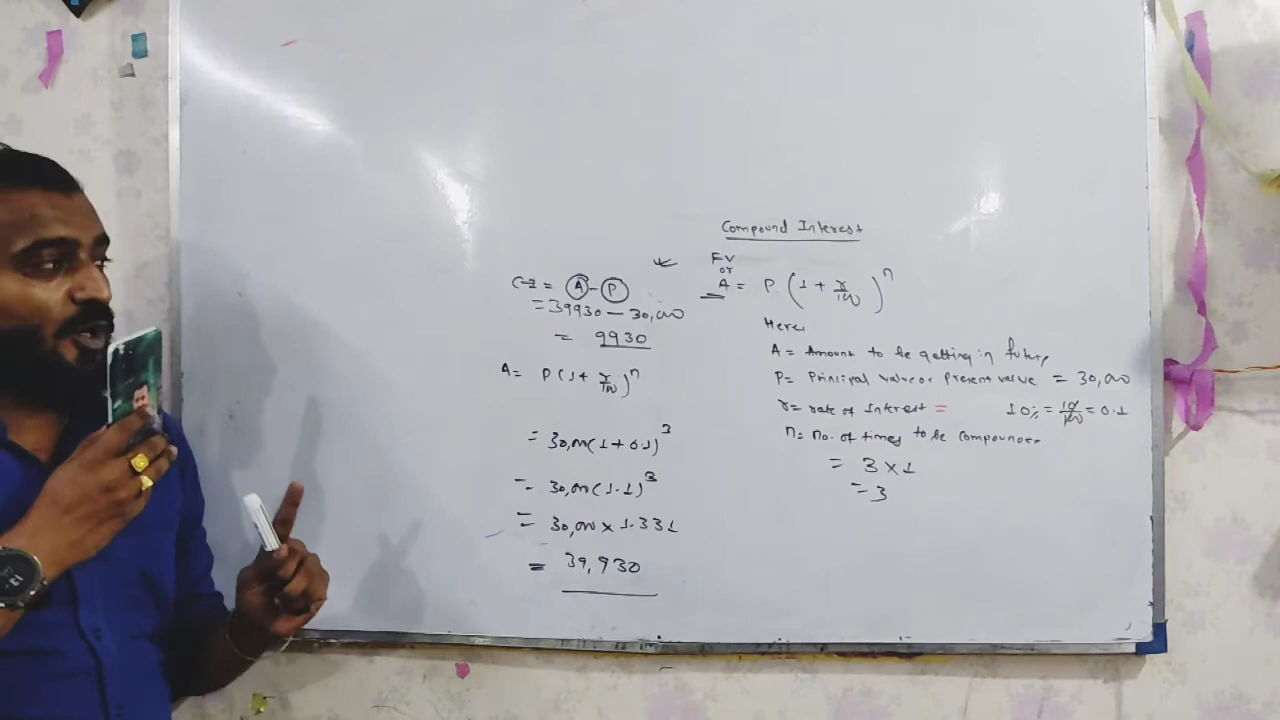 Compound Interest
FV
or
A = P (1 + r/100)^n
Here,
A = Amount to be getting in future,
P = Principal value or Present value = 30,000
r = rate of Interest = 10% = 10/100 = 0.1
n = no. of times to be compounded
= 3 × 1
= 3
C-I = A - P
= 39930 - 30,000
= 9930
A = P (1 + r/100)^n
= 30,000 (1 + 0.1)^3
= 30,000 (1.1)^3
= 30,000 × 1.331
= 39,930